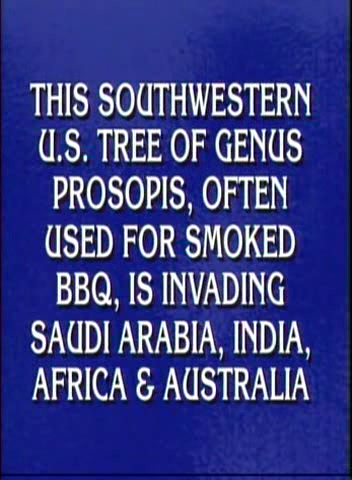 THIS SOUTHWESTERN
U.S. TREE OF GENUS
PROSOPIS, OFTEN
USED FOR SMOKED
BBQ, IS INVADING
SAUDI ARABIA, INDIA,
AFRICA & AUSTRALIA